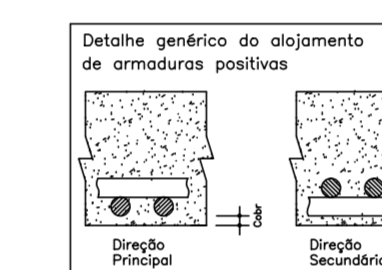 Detalhe genérico do alojamento
de armaduras positivas
Cobr
Direção
Principal
Direção